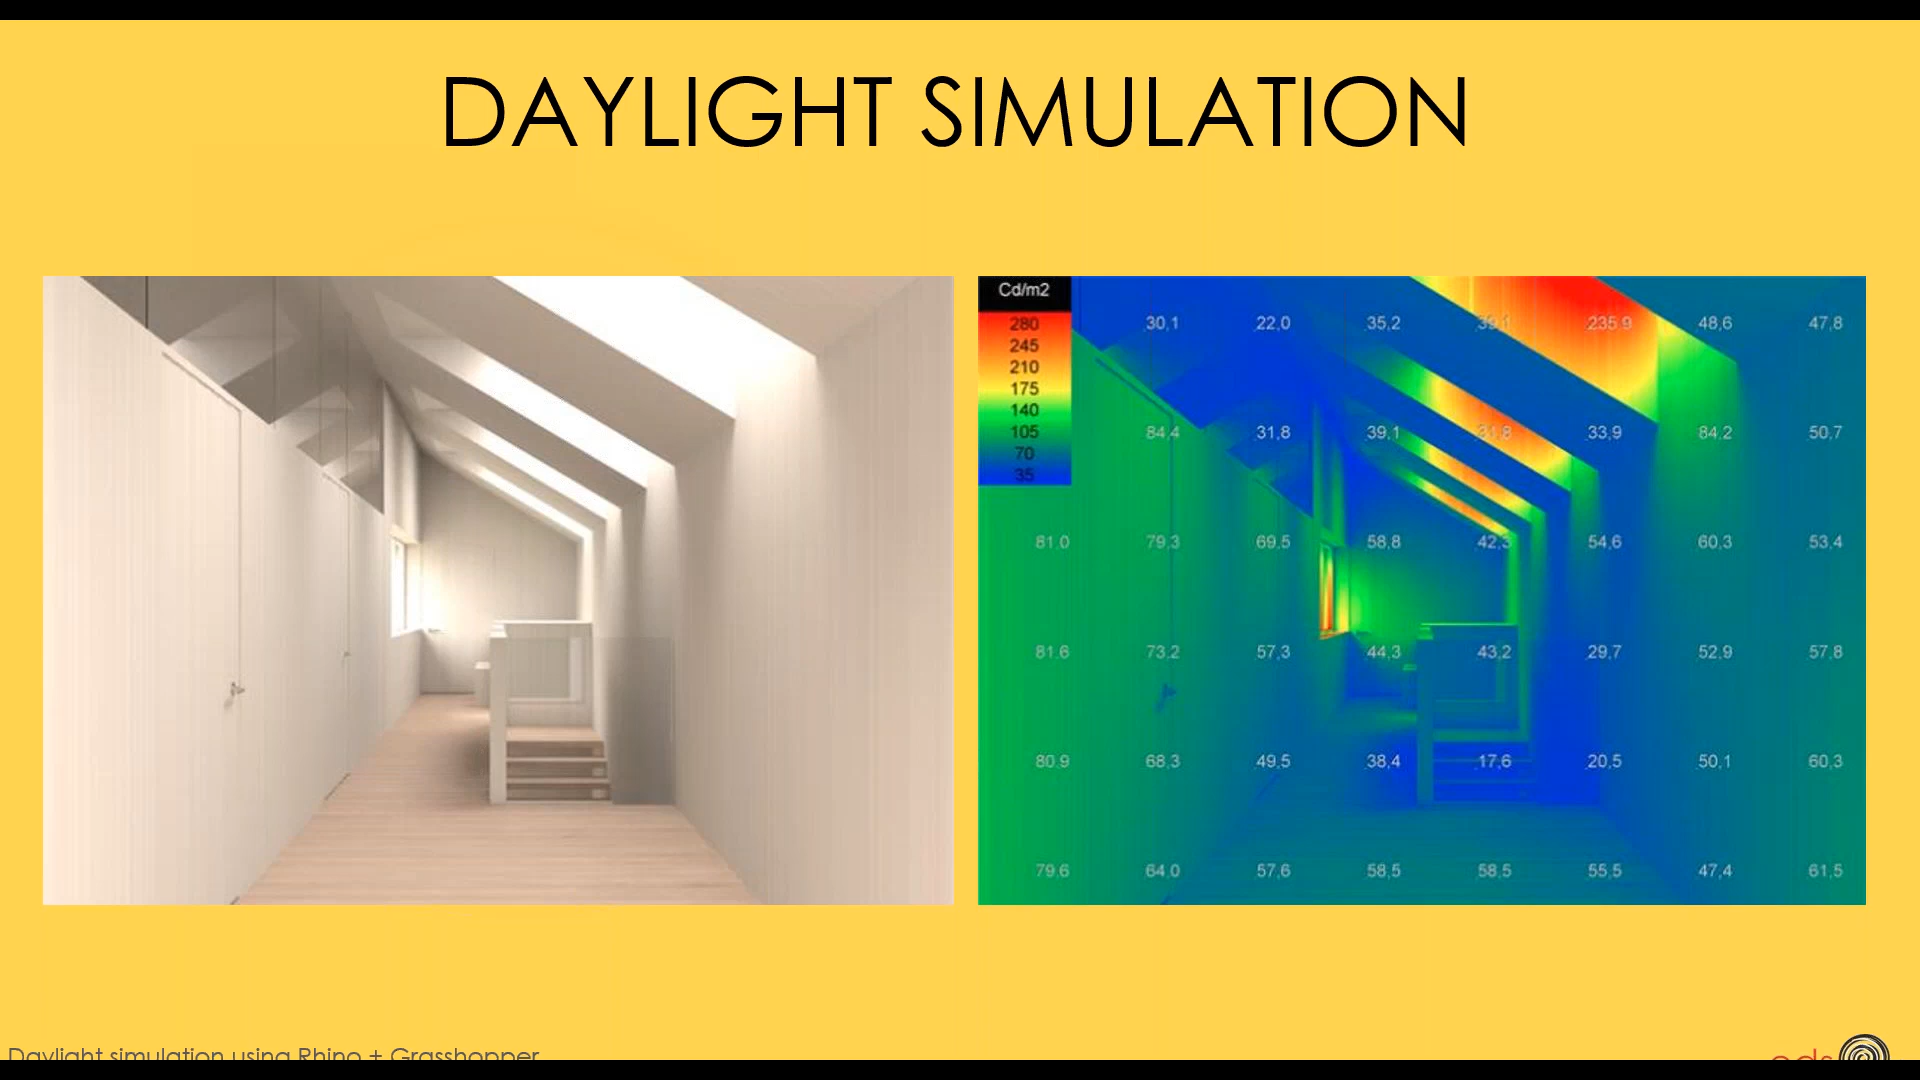 DAYLIGHT SIMULATION
Cd/m2
280
245
210
175
140
105
70
35
30,1 22,0 35,2 235,9 48,6 47,8
84,4 31,8 39,1 33,9 84,2 50,7
81,0 79,3 69,5 58,8 42,3 54,6 60,3 53,4
81,6 73,2 57,3 44,3 43,2 29,7 52,9 57,8
80,9 68,3 49,5 38,4 17,6 20,5 50,1 60,3
79,6 64,0 57,6 58,5 58,5 55,5 47,4 61,5
Daylight simulation using Rhino + Grasshopper
eds